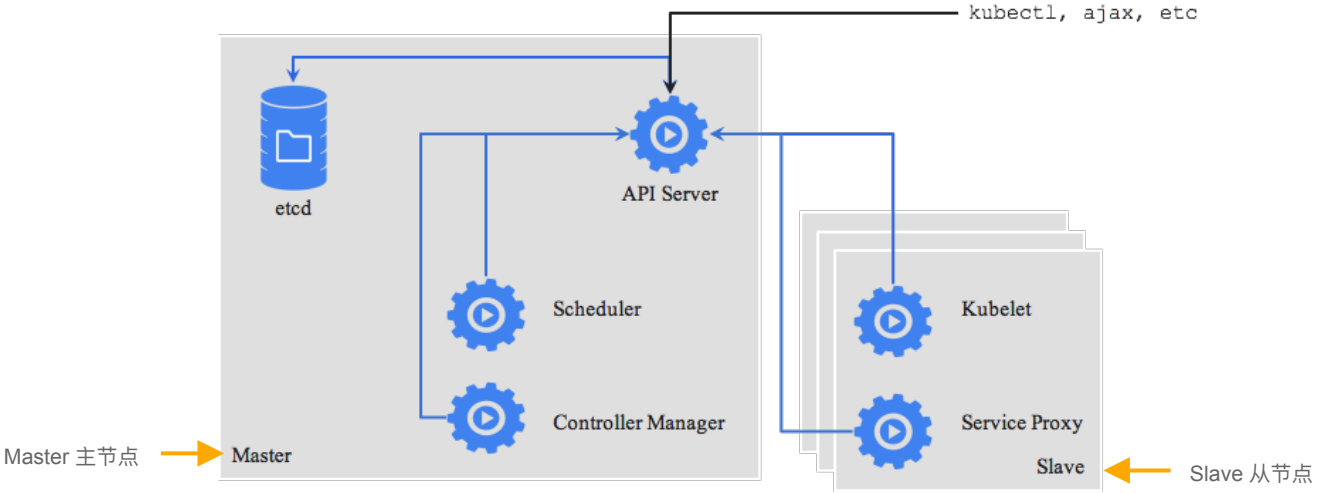 kubectl, ajax, etc
API Server
etcd
Scheduler
Kubelet
Controller Manager
Service Proxy
Master 主节点
Master
Slave
Slave 从节点